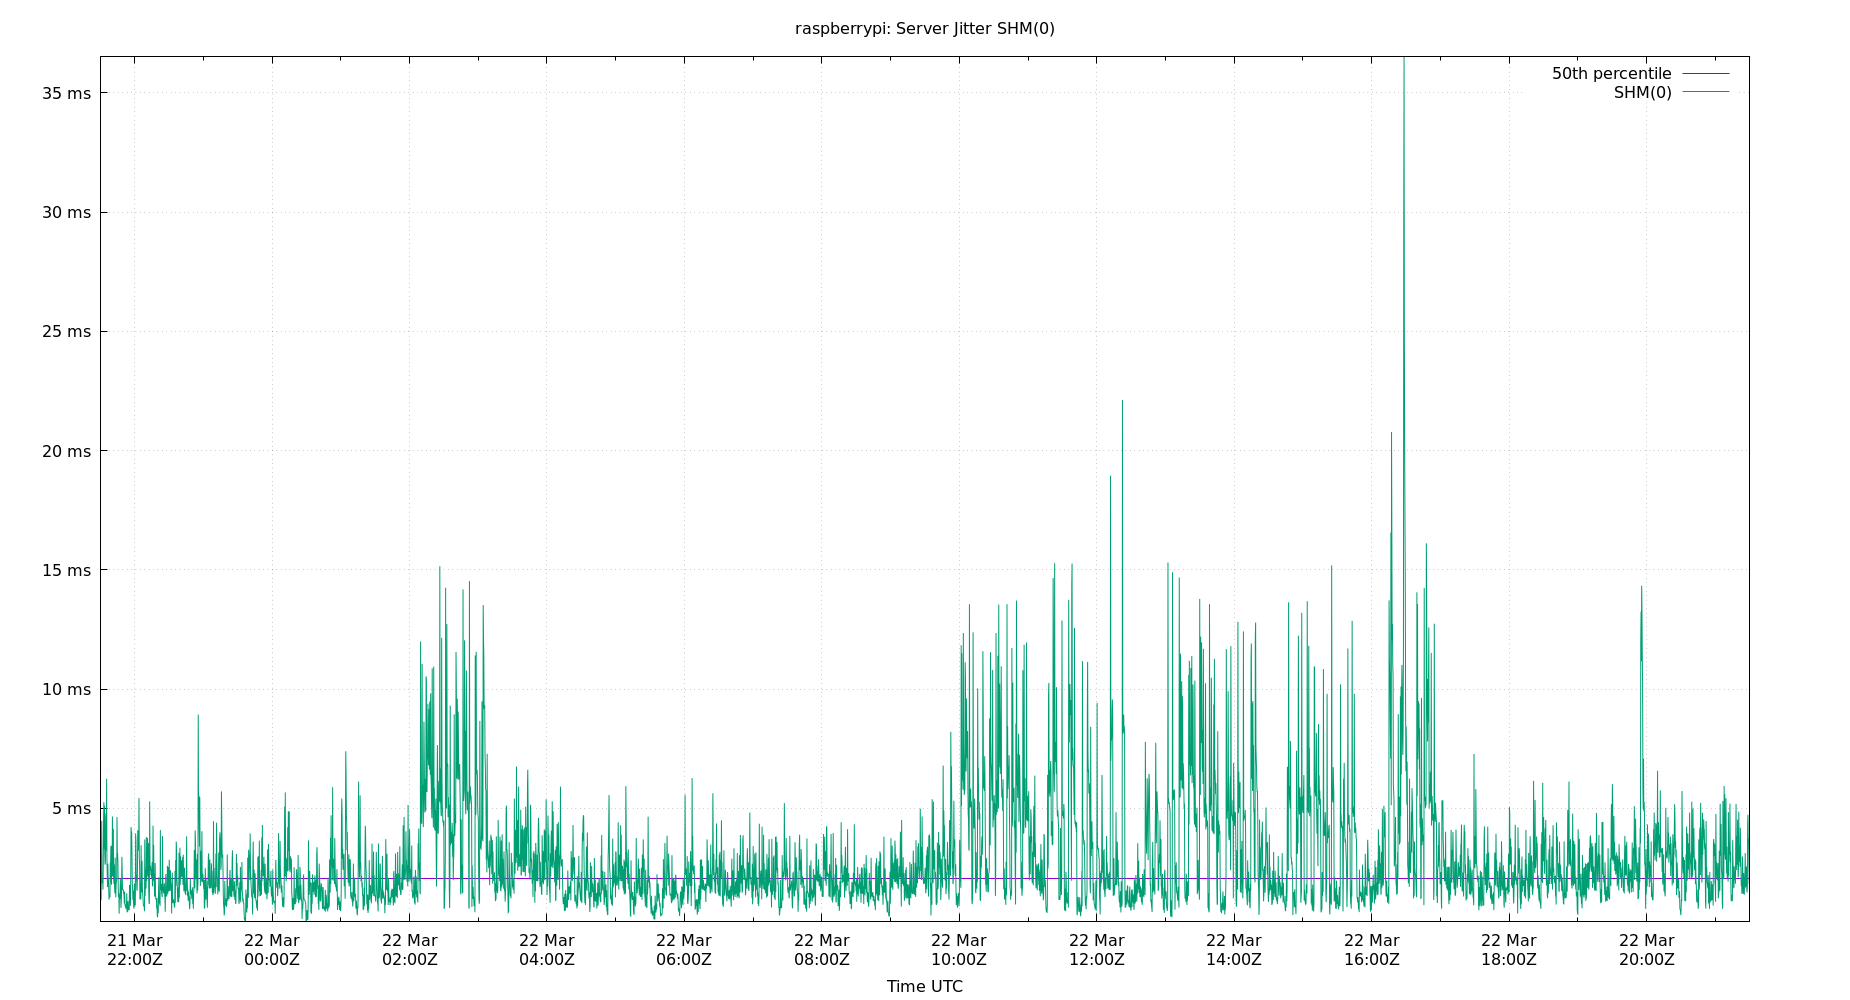 raspberrypi: Server Jitter SHM(0)
50th percentile
SHM(0)
35 ms
30 ms
25 ms
20 ms
15 ms
10 ms
5 ms
21 Mar 22 Mar 22 Mar 22 Mar 22 Mar 22 Mar 22 Mar 22 Mar 22 Mar 22 Mar 22 Mar 22 Mar
22:00Z 00:00Z 02:00Z 04:00Z 06:00Z 08:00Z 10:00Z 12:00Z 14:00Z 16:00Z 18:00Z 20:00Z
Time UTC